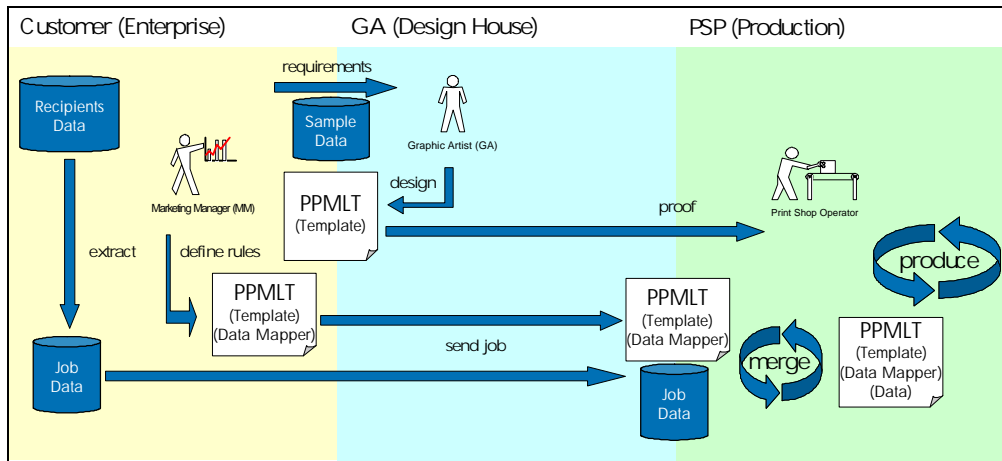 Customer (Enterprise)
GA (Design House)
PSP (Production)
requirements
Recipients
Data
Sample
Data
Graphic Artist (GA)
Marketing Manager (MM)
design
PPMLT
(Template)
proof
Print Shop Operator
extract
define rules
produce
PPMLT
(Template)
(Data Mapper)
PPMLT
(Template)
(Data Mapper)
send job
merge
PPMLT
(Template)
(Data Mapper)
(Data)
Job
Data
Job
Data